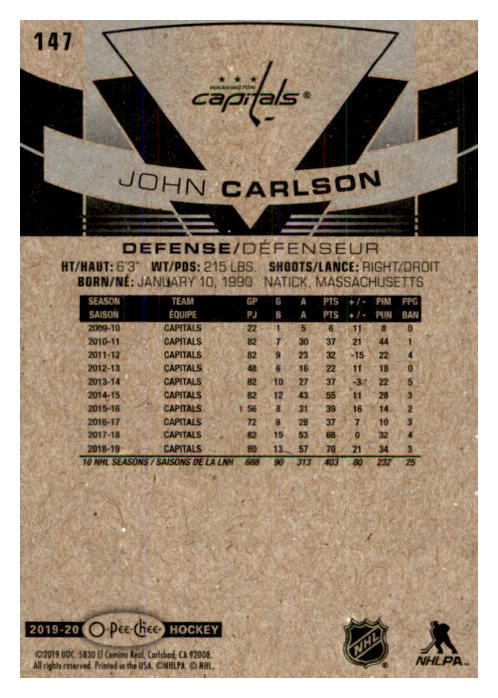 147
WASHINGTON
capitals®
JOHN CARLSON
DEFENSE/DÉFENSEUR
HT/HAUT: 6'3" WT/PDS: 215 LBS. SHOOTS/LANCE: RIGHT/DROIT
BORN/NÉ: JANUARY 10, 1990 NATICK, MASSACHUSETTS
SEASON TEAM GP G A PTS +/- PIM PPG
SAISON ÉQUIPE PJ B A PTS +/- PUN BAN
2009-10 CAPITALS 22 1 5 6 11 8 0
2010-11 CAPITALS 82 7 30 37 21 44 1
2011-12 CAPITALS 82 9 23 32 -15 22 4
2012-13 CAPITALS 48 6 16 22 11 18 0
2013-14 CAPITALS 82 10 27 37 -3 22 5
2014-15 CAPITALS 82 12 43 55 11 28 3
2015-16 CAPITALS 56 8 31 39 16 14 2
2016-17 CAPITALS 72 9 28 37 7 10 3
2017-18 CAPITALS 82 15 53 68 0 32 4
2018-19 CAPITALS 80 13 57 70 21 34 3
10 NHL SEASONS / SAISONS DE LA LNH 688 90 313 403 80 232 25
2019-20 O-Pee-Chee HOCKEY
©2019 UDC. 5830 El Camino Real, Carlsbad, CA 92008.
All rights reserved. Printed in the USA. ©NHLPA. © NHL.
NHL ®
NHLPA